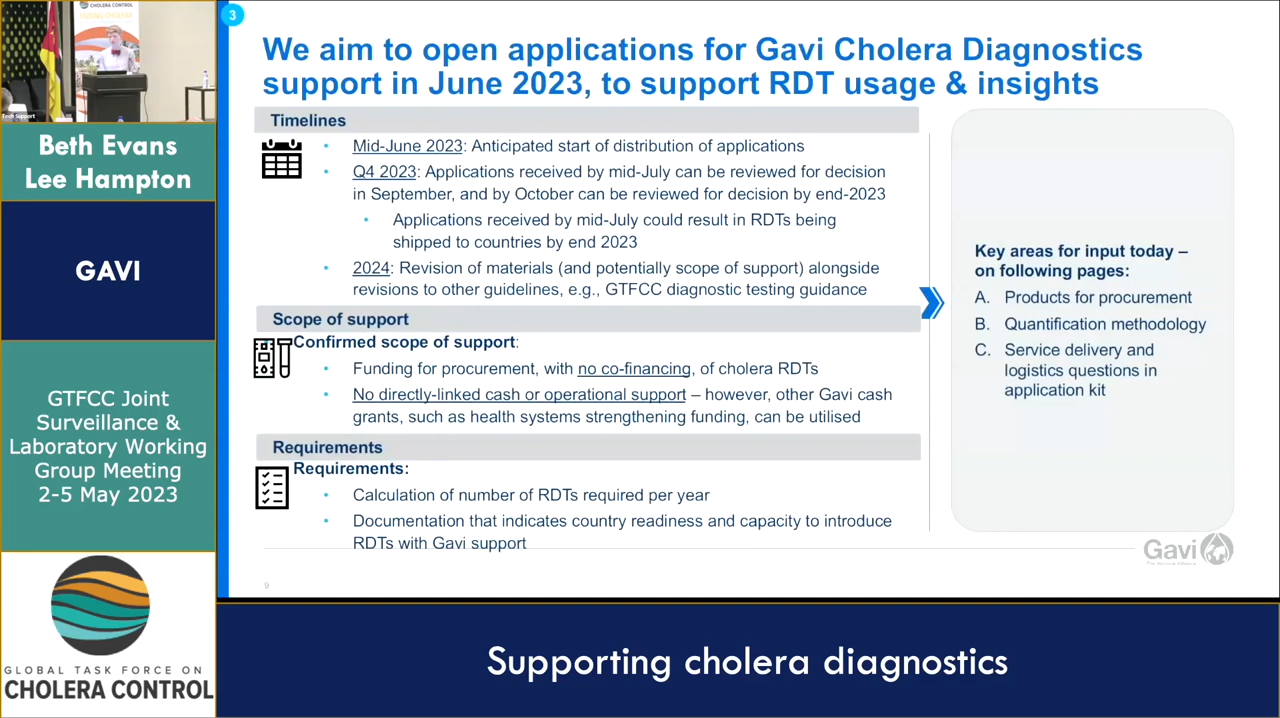 CHOLERA CONTROL
ENDING CHOLERA
Tech Support
Beth Evans
Lee Hampton
GAVI
GTFCC Joint
Surveillance &
Laboratory Working
Group Meeting
2-5 May 2023
GLOBAL TASK FORCE ON
CHOLERA CONTROL
3
We aim to open applications for Gavi Cholera Diagnostics
support in June 2023, to support RDT usage & insights
Timelines
• Mid-June 2023: Anticipated start of distribution of applications
• Q4 2023: Applications received by mid-July can be reviewed for decision
in September, and by October can be reviewed for decision by end-2023
• Applications received by mid-July could result in RDTs being
shipped to countries by end 2023
• 2024: Revision of materials (and potentially scope of support) alongside
revisions to other guidelines, e.g., GTFCC diagnostic testing guidance
Scope of support
Confirmed scope of support:
• Funding for procurement, with no co-financing, of cholera RDTs
• No directly-linked cash or operational support – however, other Gavi cash
grants, such as health systems strengthening funding, can be utilised
Requirements
Requirements:
• Calculation of number of RDTs required per year
• Documentation that indicates country readiness and capacity to introduce
RDTs with Gavi support
Key areas for input today –
on following pages:
A. Products for procurement
B. Quantification methodology
C. Service delivery and
logistics questions in
application kit
Gavi
9
Supporting cholera diagnostics